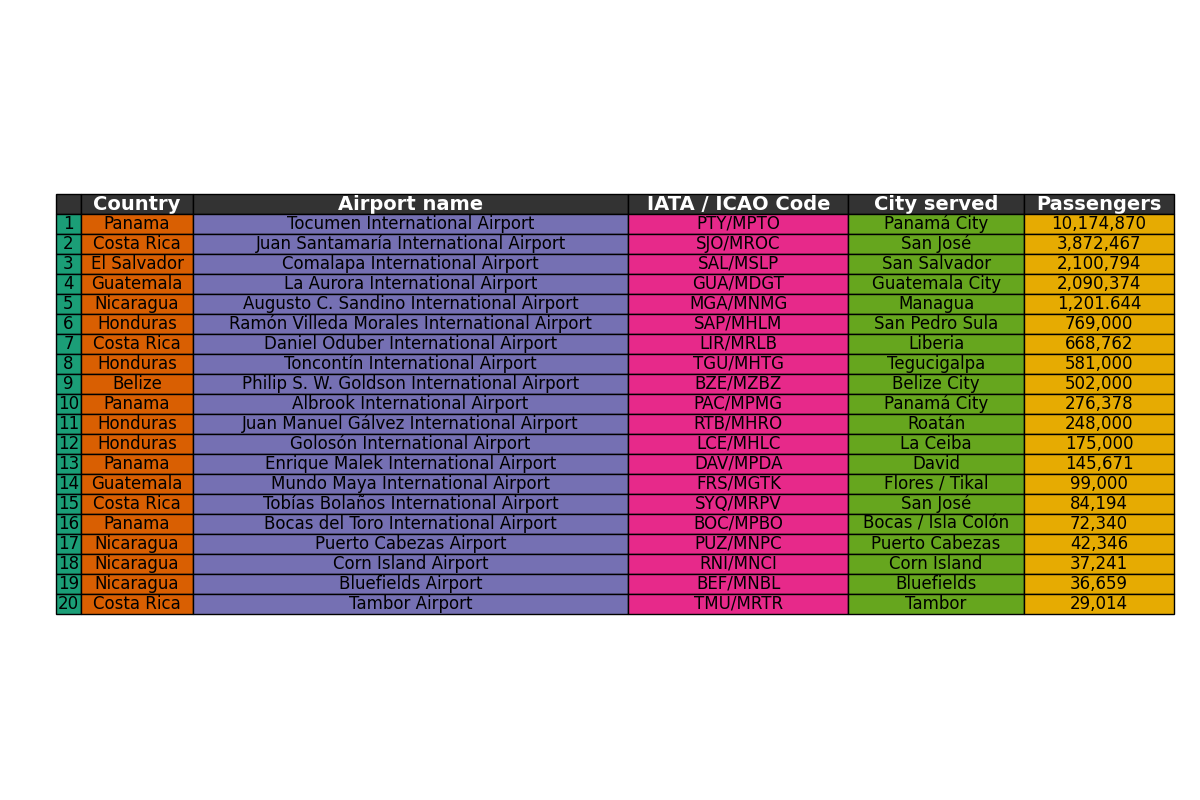 Country Airport name IATA / ICAO Code City served Passengers
1 Panama Tocumen International Airport PTY/MPTO Panamá City 10,174,870
2 Costa Rica Juan Santamaría International Airport SJO/MROC San José 3,872,467
3 El Salvador Comalapa International Airport SAL/MSLP San Salvador 2,100,794
4 Guatemala La Aurora International Airport GUA/MDGT Guatemala City 2,090,374
5 Nicaragua Augusto C. Sandino International Airport MGA/MNMG Managua 1,201.644
6 Honduras Ramón Villeda Morales International Airport SAP/MHLM San Pedro Sula 769,000
7 Costa Rica Daniel Oduber International Airport LIR/MRLB Liberia 668,762
8 Honduras Toncontín International Airport TGU/MHTG Tegucigalpa 581,000
9 Belize Philip S. W. Goldson International Airport BZE/MZBZ Belize City 502,000
10 Panama Albrook International Airport PAC/MPMG Panamá City 276,378
11 Honduras Juan Manuel Gálvez International Airport RTB/MHRO Roatán 248,000
12 Honduras Golosón International Airport LCE/MHLC La Ceiba 175,000
13 Panama Enrique Malek International Airport DAV/MPDA David 145,671
14 Guatemala Mundo Maya International Airport FRS/MGTK Flores / Tikal 99,000
15 Costa Rica Tobías Bolaños International Airport SYQ/MRPV San José 84,194
16 Panama Bocas del Toro International Airport BOC/MPBO Bocas / Isla Colón 72,340
17 Nicaragua Puerto Cabezas Airport PUZ/MNPC Puerto Cabezas 42,346
18 Nicaragua Corn Island Airport RNI/MNCI Corn Island 37,241
19 Nicaragua Bluefields Airport BEF/MNBL Bluefields 36,659
20 Costa Rica Tambor Airport TMU/MRTR Tambor 29,014